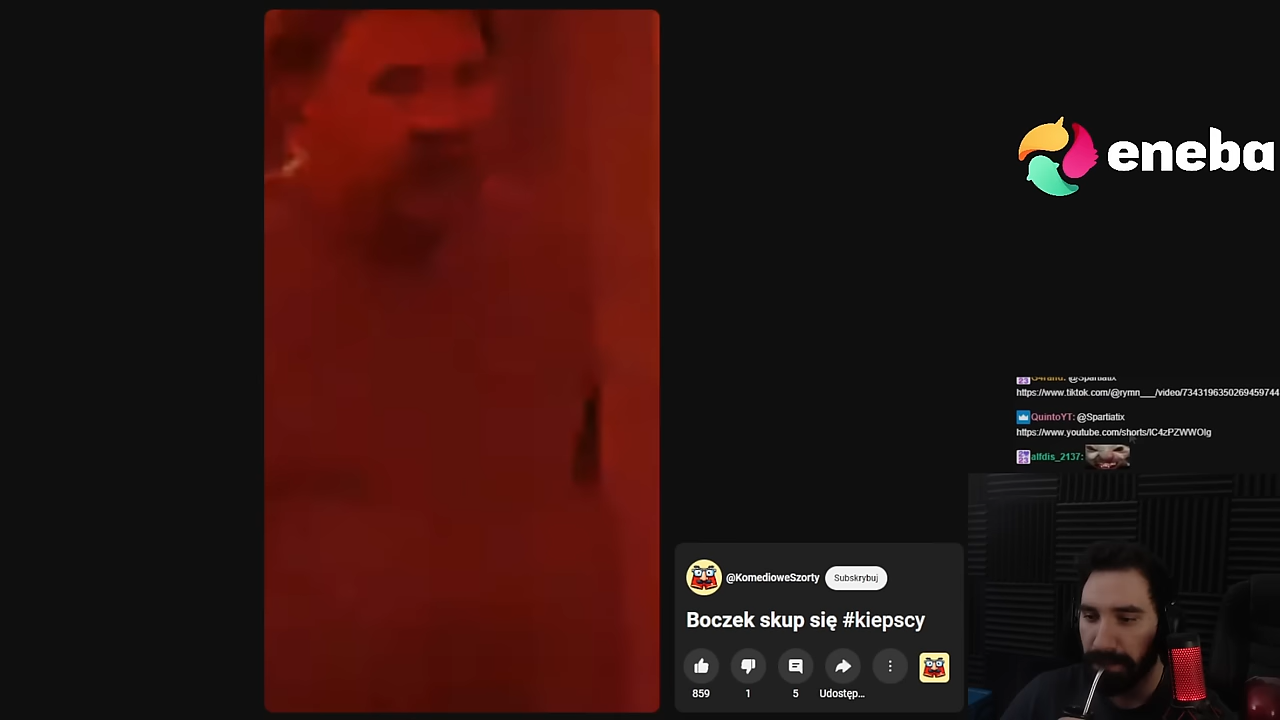 eneba
@Spartiatix
https://www.tiktok.com/@rymn___/video/7343196350269459744
QuintoYT: @Spartiatix
https://www.youtube.com/shorts/lC4zPZWWOlg
alfdis_2137:
@KomedioweSzorty
Subskrybuj
Boczek skup się #kiepscy
859
1
5
Udostęp...